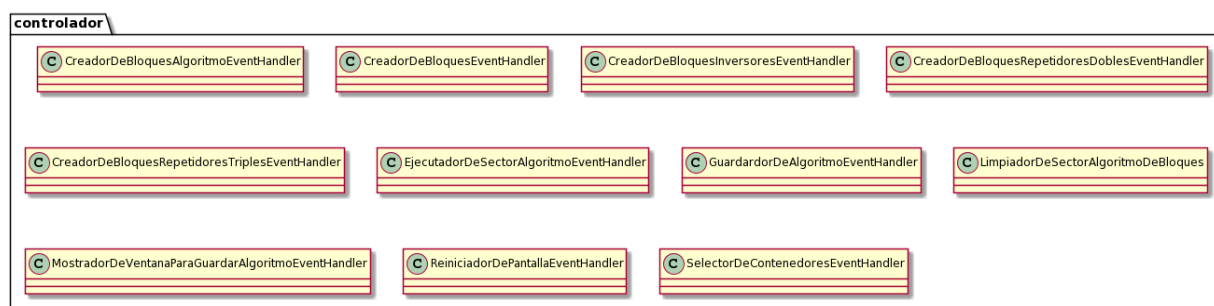 controlador
C CreadorDeBloquesAlgoritmoEventHandler
C CreadorDeBloquesEventHandler
C CreadorDeBloquesInversoresEventHandler
C CreadorDeBloquesRepetidoresDoblesEventHandler
C CreadorDeBloquesRepetidoresTriplesEventHandler
C EjecutadorDeSectorAlgoritmoEventHandler
C GuardardorDeAlgoritmoEventHandler
C LimpiadorDeSectorAlgoritmoDeBloques
C MostradorDeVentanaParaGuardarAlgoritmoEventHandler
C ReiniciadorDePantallaEventHandler
C SelectorDeContenedoresEventHandler